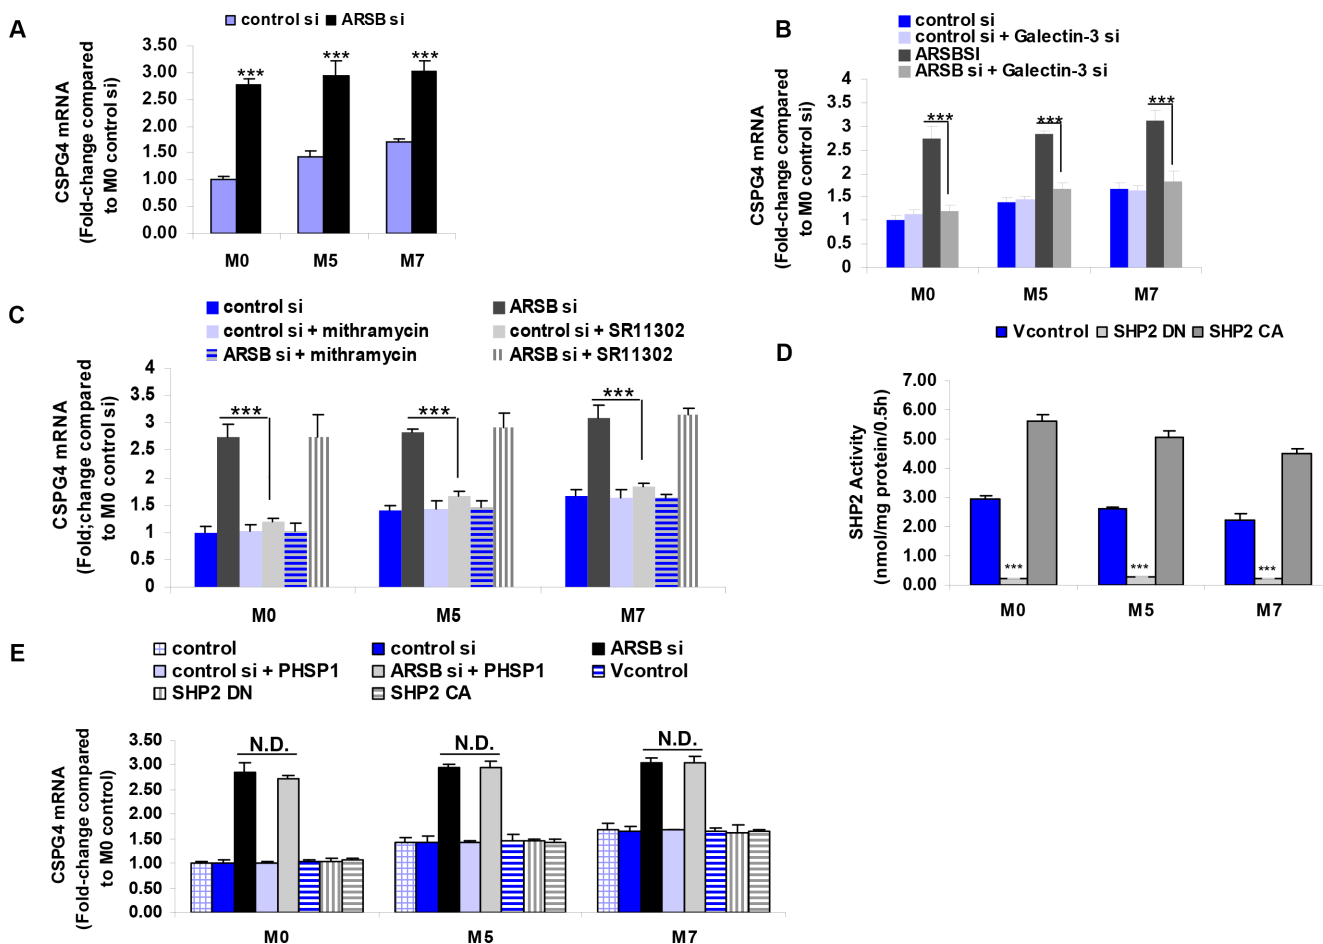 A
control si ARSB si
CSPG4 mRNA
(Fold-change compared
to M0 control si)
3.50
3.00
2.50
2.00
1.50
1.00
0.50
0.00
*** *** ***
M0 M5 M7
B
control si
control si + Galectin-3 si
ARSBSI
ARSB si + Galectin-3 si
CSPG4 mRNA
(Fold-change compared
to M0 control si)
4
3.5
3
2.5
2
1.5
1
0.5
0
*** *** ***
M0 M5 M7
C
control si ARSB si
control si + mithramycin control si + SR11302
ARSB si + mithramycin ARSB si + SR11302
CSPG4 mRNA
(Fold;change compared
to M0 control si)
4
3.5
3
2.5
2
1.5
1
0.5
0
*** *** ***
M0 M5 M7
D
Vcontrol SHP2 DN SHP2 CA
SHP2 Activity
(nmol/mg protein/0.5h)
7.00
6.00
5.00
4.00
3.00
2.00
1.00
0.00
*** *** ***
M0 M5 M7
E
control control si ARSB si
control si + PHSP1 ARSB si + PHSP1 Vcontrol
SHP2 DN SHP2 CA
CSPG4 mRNA
(Fold-change compared
to M0 control)
3.50
3.00
2.50
2.00
1.50
1.00
0.50
0.00
N.D. N.D. N.D.
M0 M5 M7